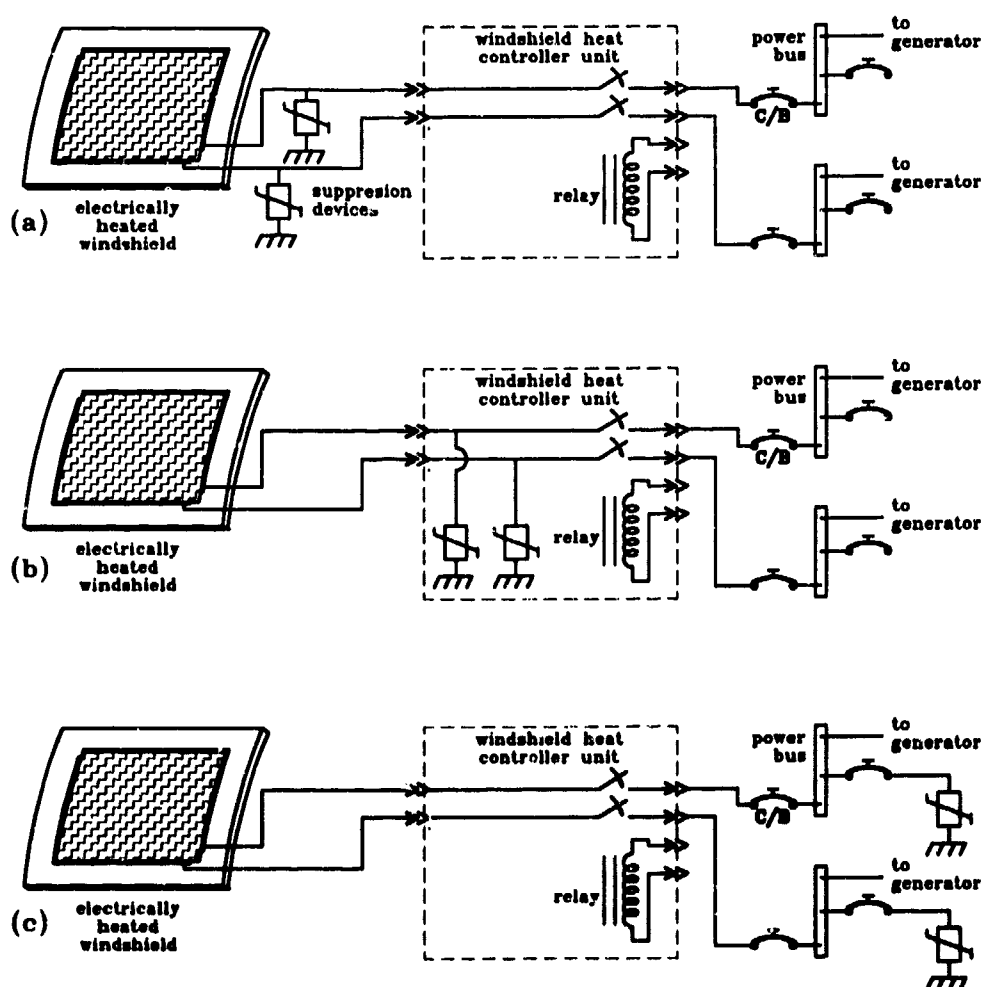 windshield heat
controller unit
power
bus
to
generator
C/B
to
generator
relay
suppresion
devices
(a)
electrically
heated
windshield
windshield heat
controller unit
power
bus
to
generator
C/B
to
generator
relay
(b)
electrically
heated
windshield
windshield heat
controller unit
power
bus
to
generator
C/B
to
generator
relay
(c)
electrically
heated
windshield